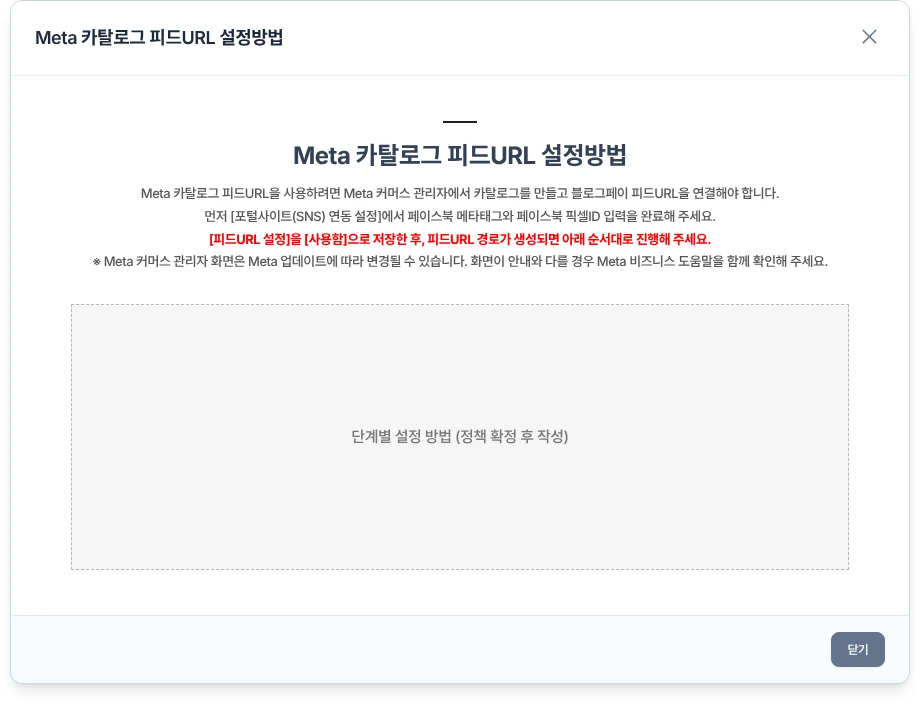 Meta 카탈로그 피드URL 설정방법
Meta 카탈로그 피드URL 설정방법
Meta 카탈로그 피드URL을 사용하려면 Meta 커머스 관리자에서 카탈로그를 만들고 블로그페이 피드URL을 연결해야 합니다.
먼저 [포털사이트(SNS) 연동 설정]에서 페이스북 메타태그와 페이스북 픽셀ID 입력을 완료해 주세요.
[피드URL 설정]을 [사용함]으로 저장한 후, 피드URL 경로가 생성되면 아래 순서대로 진행해 주세요.
※ Meta 커머스 관리자 화면은 Meta 업데이트에 따라 변경될 수 있습니다. 화면이 안내와 다를 경우 Meta 비즈니스 도움말을 함께 확인해 주세요.
단계별 설정 방법 (정책 확정 후 작성)
닫기